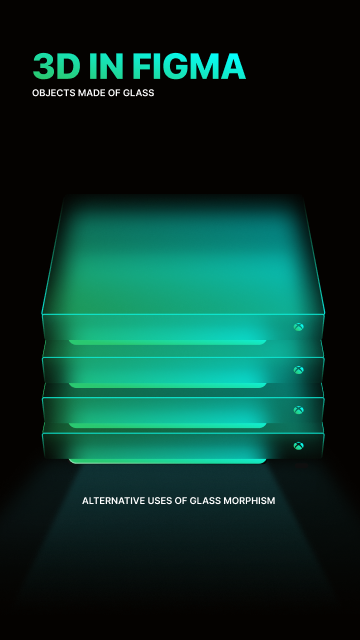 3D IN FIGMA
OBJECTS MADE OF GLASS
ALTERNATIVE USES OF GLASS MORPHISM